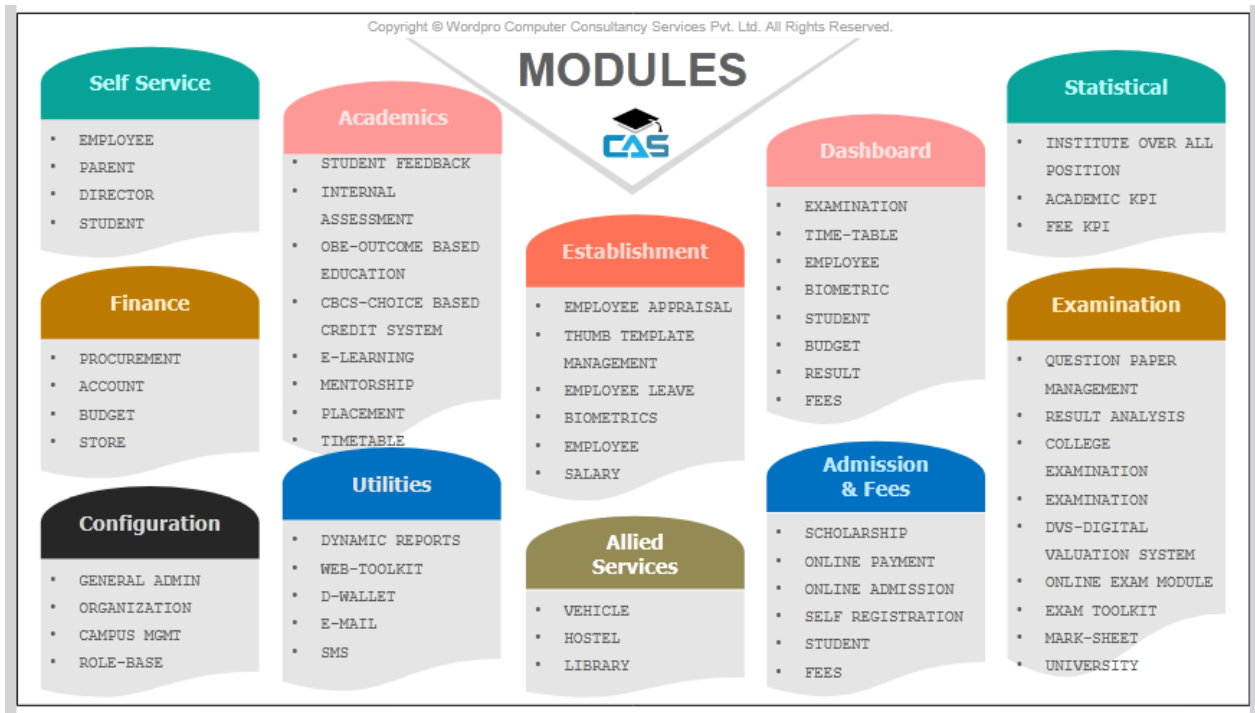 Copyright © Wordpro Computer Consultancy Services Pvt. Ltd. All Rights Reserved.
MODULES
CAS
Self Service
• EMPLOYEE
• PARENT
• DIRECTOR
• STUDENT
Finance
• PROCUREMENT
• ACCOUNT
• BUDGET
• STORE
Configuration
• GENERAL ADMIN
• ORGANIZATION
• CAMPUS MGMT
• ROLE-BASE
Academics
• STUDENT FEEDBACK
• INTERNAL
ASSESSMENT
• OBE-OUTCOME BASED
EDUCATION
• CBCS-CHOICE BASED
CREDIT SYSTEM
• E-LEARNING
• MENTORSHIP
• PLACEMENT
• TIMETABLE
Utilities
• DYNAMIC REPORTS
• WEB-TOOLKIT
• D-WALLET
• E-MAIL
• SMS
Establishment
• EMPLOYEE APPRAISAL
• THUMB TEMPLATE
MANAGEMENT
• EMPLOYEE LEAVE
• BIOMETRICS
• EMPLOYEE
• SALARY
Allied
Services
• VEHICLE
• HOSTEL
• LIBRARY
Dashboard
• EXAMINATION
• TIME-TABLE
• EMPLOYEE
• BIOMETRIC
• STUDENT
• BUDGET
• RESULT
• FEES
Admission
& Fees
• SCHOLARSHIP
• ONLINE PAYMENT
• ONLINE ADMISSION
• SELF REGISTRATION
• STUDENT
• FEES
Statistical
• INSTITUTE OVER ALL
POSITION
• ACADEMIC KPI
• FEE KPI
Examination
• QUESTION PAPER
MANAGEMENT
• RESULT ANALYSIS
• COLLEGE
EXAMINATION
• EXAMINATION
• DVS-DIGITAL
VALUATION SYSTEM
• ONLINE EXAM MODULE
• EXAM TOOLKIT
• MARK-SHEET
• UNIVERSITY